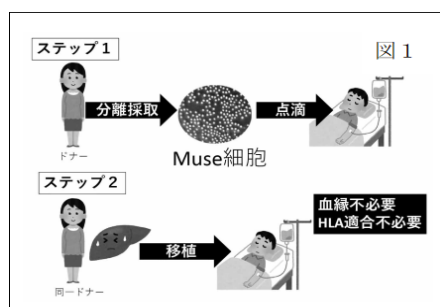 図1
ステップ1
分離採取
点滴
ドナー
Muse細胞
ステップ2
移植
血縁不必要
HLA適合不必要
同一ドナー